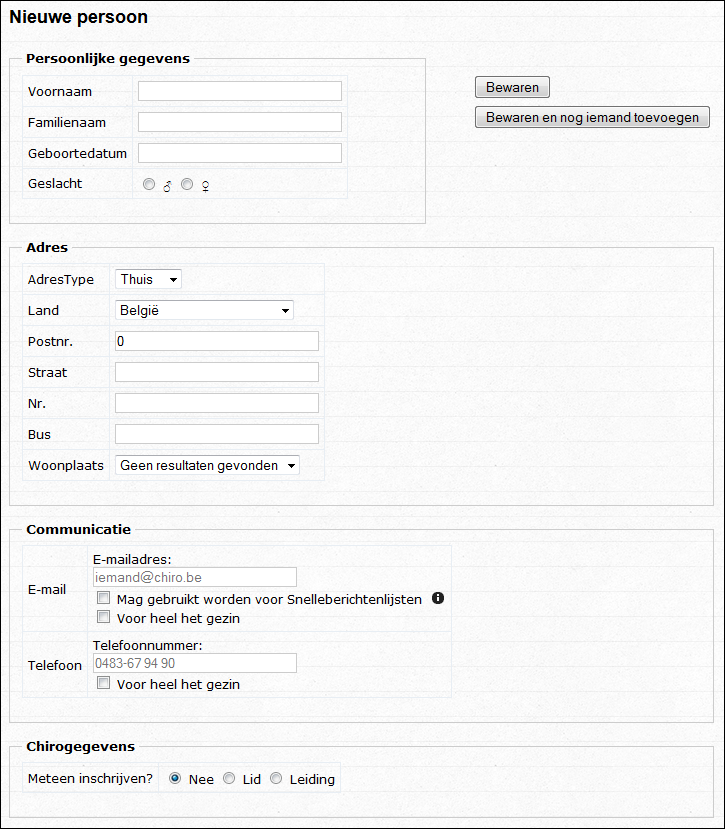 Nieuwe persoon
Persoonlijke gegevens
Voornaam
Familienaam
Geboortedatum
Geslacht ♂ ♀
Bewaren
Bewaren en nog iemand toevoegen
Adres
AdresType Thuis
Land België
Postnr. 0
Straat
Nr.
Bus
Woonplaats Geen resultaten gevonden
Communicatie
E-mail
E-mailadres:
iemand@chiro.be
Mag gebruikt worden voor Snelleberichtenlijsten
Voor heel het gezin
Telefoon
Telefoonnummer:
0483-67 94 90
Voor heel het gezin
Chirogegevens
Meteen inschrijven? Nee Lid Leiding